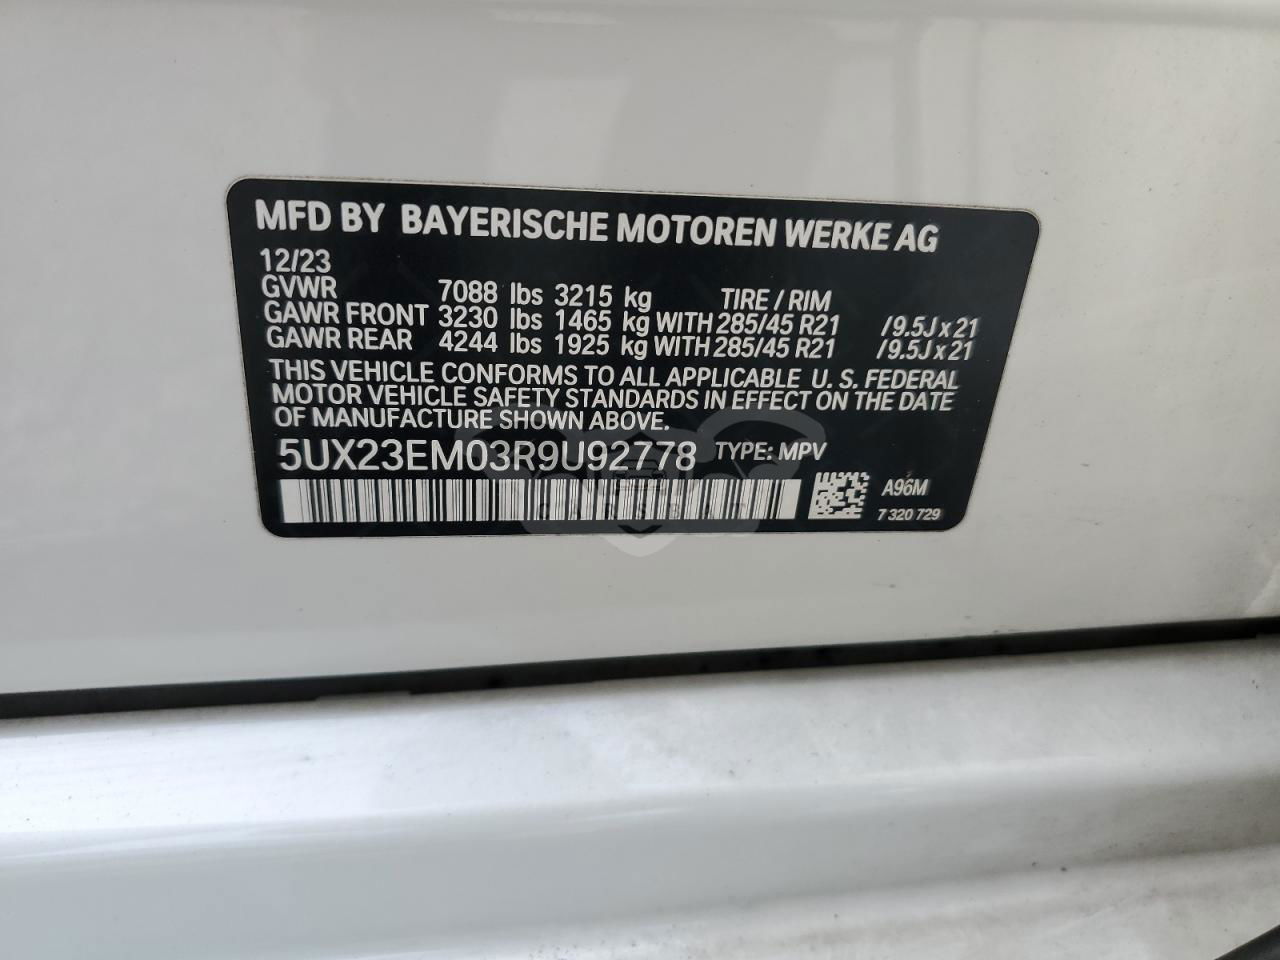 MFD BY BAYERISCHE MOTOREN WERKE AG
12/23
GVWR 7088 lbs 3215 kg TIRE / RIM
GAWR FRONT 3230 lbs 1465 kg WITH 285/45 R21 /9.5J x 21
GAWR REAR 4244 lbs 1925 kg WITH 285/45 R21 /9.5J x 21
THIS VEHICLE CONFORMS TO ALL APPLICABLE U. S. FEDERAL
MOTOR VEHICLE SAFETY STANDARDS IN EFFECT ON THE DATE
OF MANUFACTURE SHOWN ABOVE.
5UX23EM03R9U92778 TYPE: MPV
A96M
7 320 729